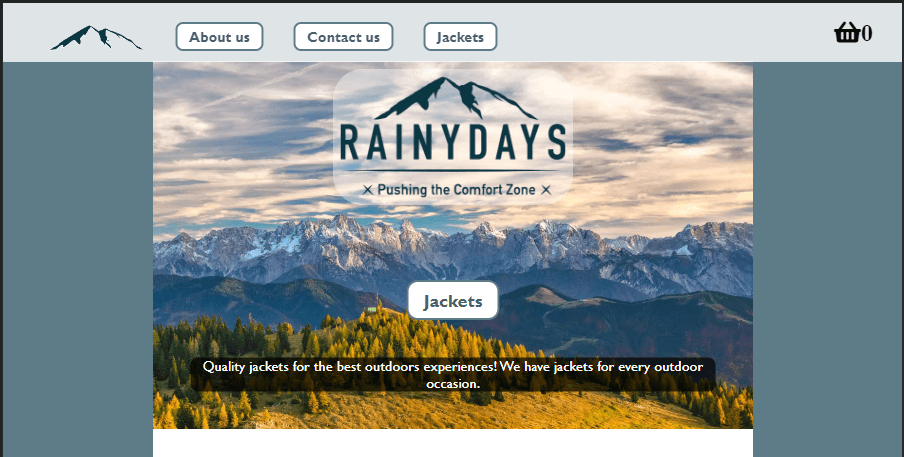 About us
Contact us
Jackets
0
RAINYDAYS
Pushing the Comfort Zone
Jackets
Quality jackets for the best outdoors experiences! We have jackets for every outdoor
occasion.